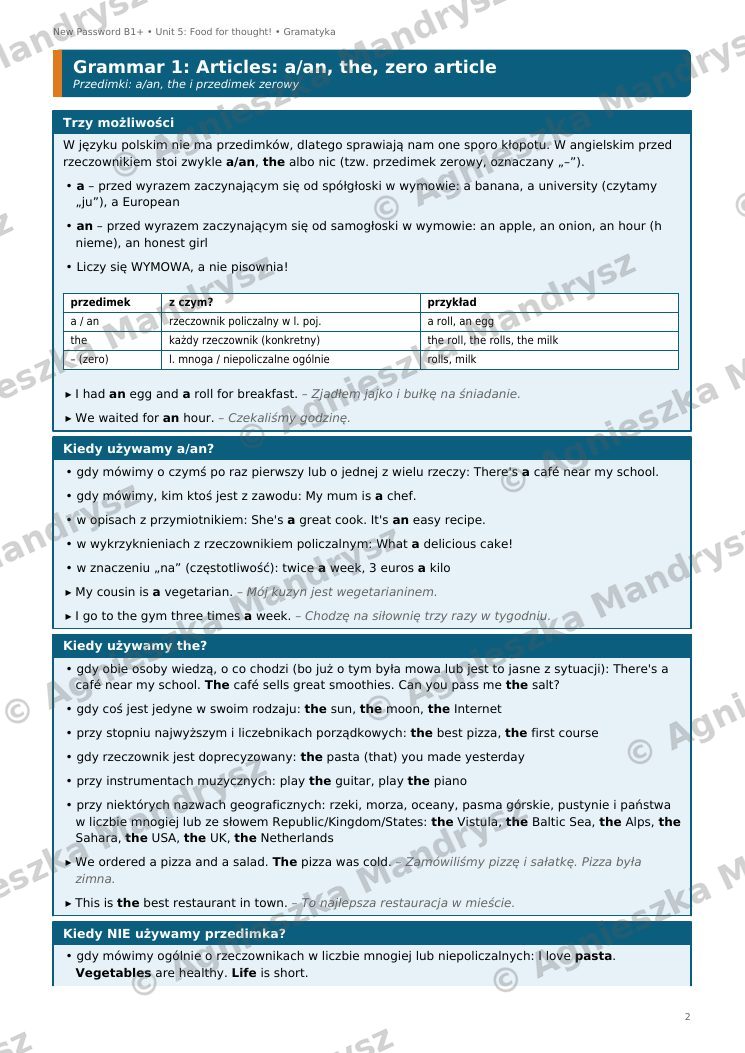 New Password B1+ • Unit 5: Food for thought! • Gramatyka
Grammar 1: Articles: a/an, the, zero article
Przedimki: a/an, the i przedimek zerowy
Trzy możliwości
W języku polskim nie ma przedimków, dlatego sprawiają nam one sporo kłopotu. W angielskim przed
rzeczownikiem stoi zwykle a/an, the albo nic (tzw. przedimek zerowy, oznaczany „–”).
• a – przed wyrazem zaczynającym się od spółgłoski w wymowie: a banana, a university (czytamy
„ju”), a European
• an – przed wyrazem zaczynającym się od samogłoski w wymowie: an apple, an onion, an hour (h
nieme), an honest girl
• Liczy się WYMOWA, a nie pisownia!
przedimek z czym? przykład
a / an rzeczownik policzalny w l. poj. a roll, an egg
the każdy rzeczownik (konkretny) the roll, the rolls, the milk
– (zero) l. mnoga / niepoliczalne ogólnie rolls, milk
▸ I had an egg and a roll for breakfast. – Zjadłem jajko i bułkę na śniadanie.
▸ We waited for an hour. – Czekaliśmy godzinę.
Kiedy używamy a/an?
• gdy mówimy o czymś po raz pierwszy lub o jednej z wielu rzeczy: There's a café near my school.
• gdy mówimy, kim ktoś jest z zawodu: My mum is a chef.
• w opisach z przymiotnikiem: She's a great cook. It's an easy recipe.
• w wykrzyknieniach z rzeczownikiem policzalnym: What a delicious cake!
• w znaczeniu „na” (częstotliwość): twice a week, 3 euros a kilo
▸ My cousin is a vegetarian. – Mój kuzyn jest wegetarianinem.
▸ I go to the gym three times a week. – Chodzę na siłownię trzy razy w tygodniu.
Kiedy używamy the?
• gdy obie osoby wiedzą, o co chodzi (bo już o tym była mowa lub jest to jasne z sytuacji): There's a
café near my school. The café sells great smoothies. Can you pass me the salt?
• gdy coś jest jedyne w swoim rodzaju: the sun, the moon, the Internet
• przy stopniu najwyższym i liczebnikach porządkowych: the best pizza, the first course
• gdy rzeczownik jest doprecyzowany: the pasta (that) you made yesterday
• przy instrumentach muzycznych: play the guitar, play the piano
• przy niektórych nazwach geograficznych: rzeki, morza, oceany, pasma górskie, pustynie i państwa
w liczbie mnogiej lub ze słowem Republic/Kingdom/States: the Vistula, the Baltic Sea, the Alps, the
Sahara, the USA, the UK, the Netherlands
▸ We ordered a pizza and a salad. The pizza was cold. – Zamówiliśmy pizzę i sałatkę. Pizza była
zimna.
▸ This is the best restaurant in town. – To najlepsza restauracja w mieście.
Kiedy NIE używamy przedimka?
• gdy mówimy ogólnie o rzeczownikach w liczbie mnogiej lub niepoliczalnych: I love pasta.
Vegetables are healthy. Life is short.
2
© Agnieszka Mandrysz